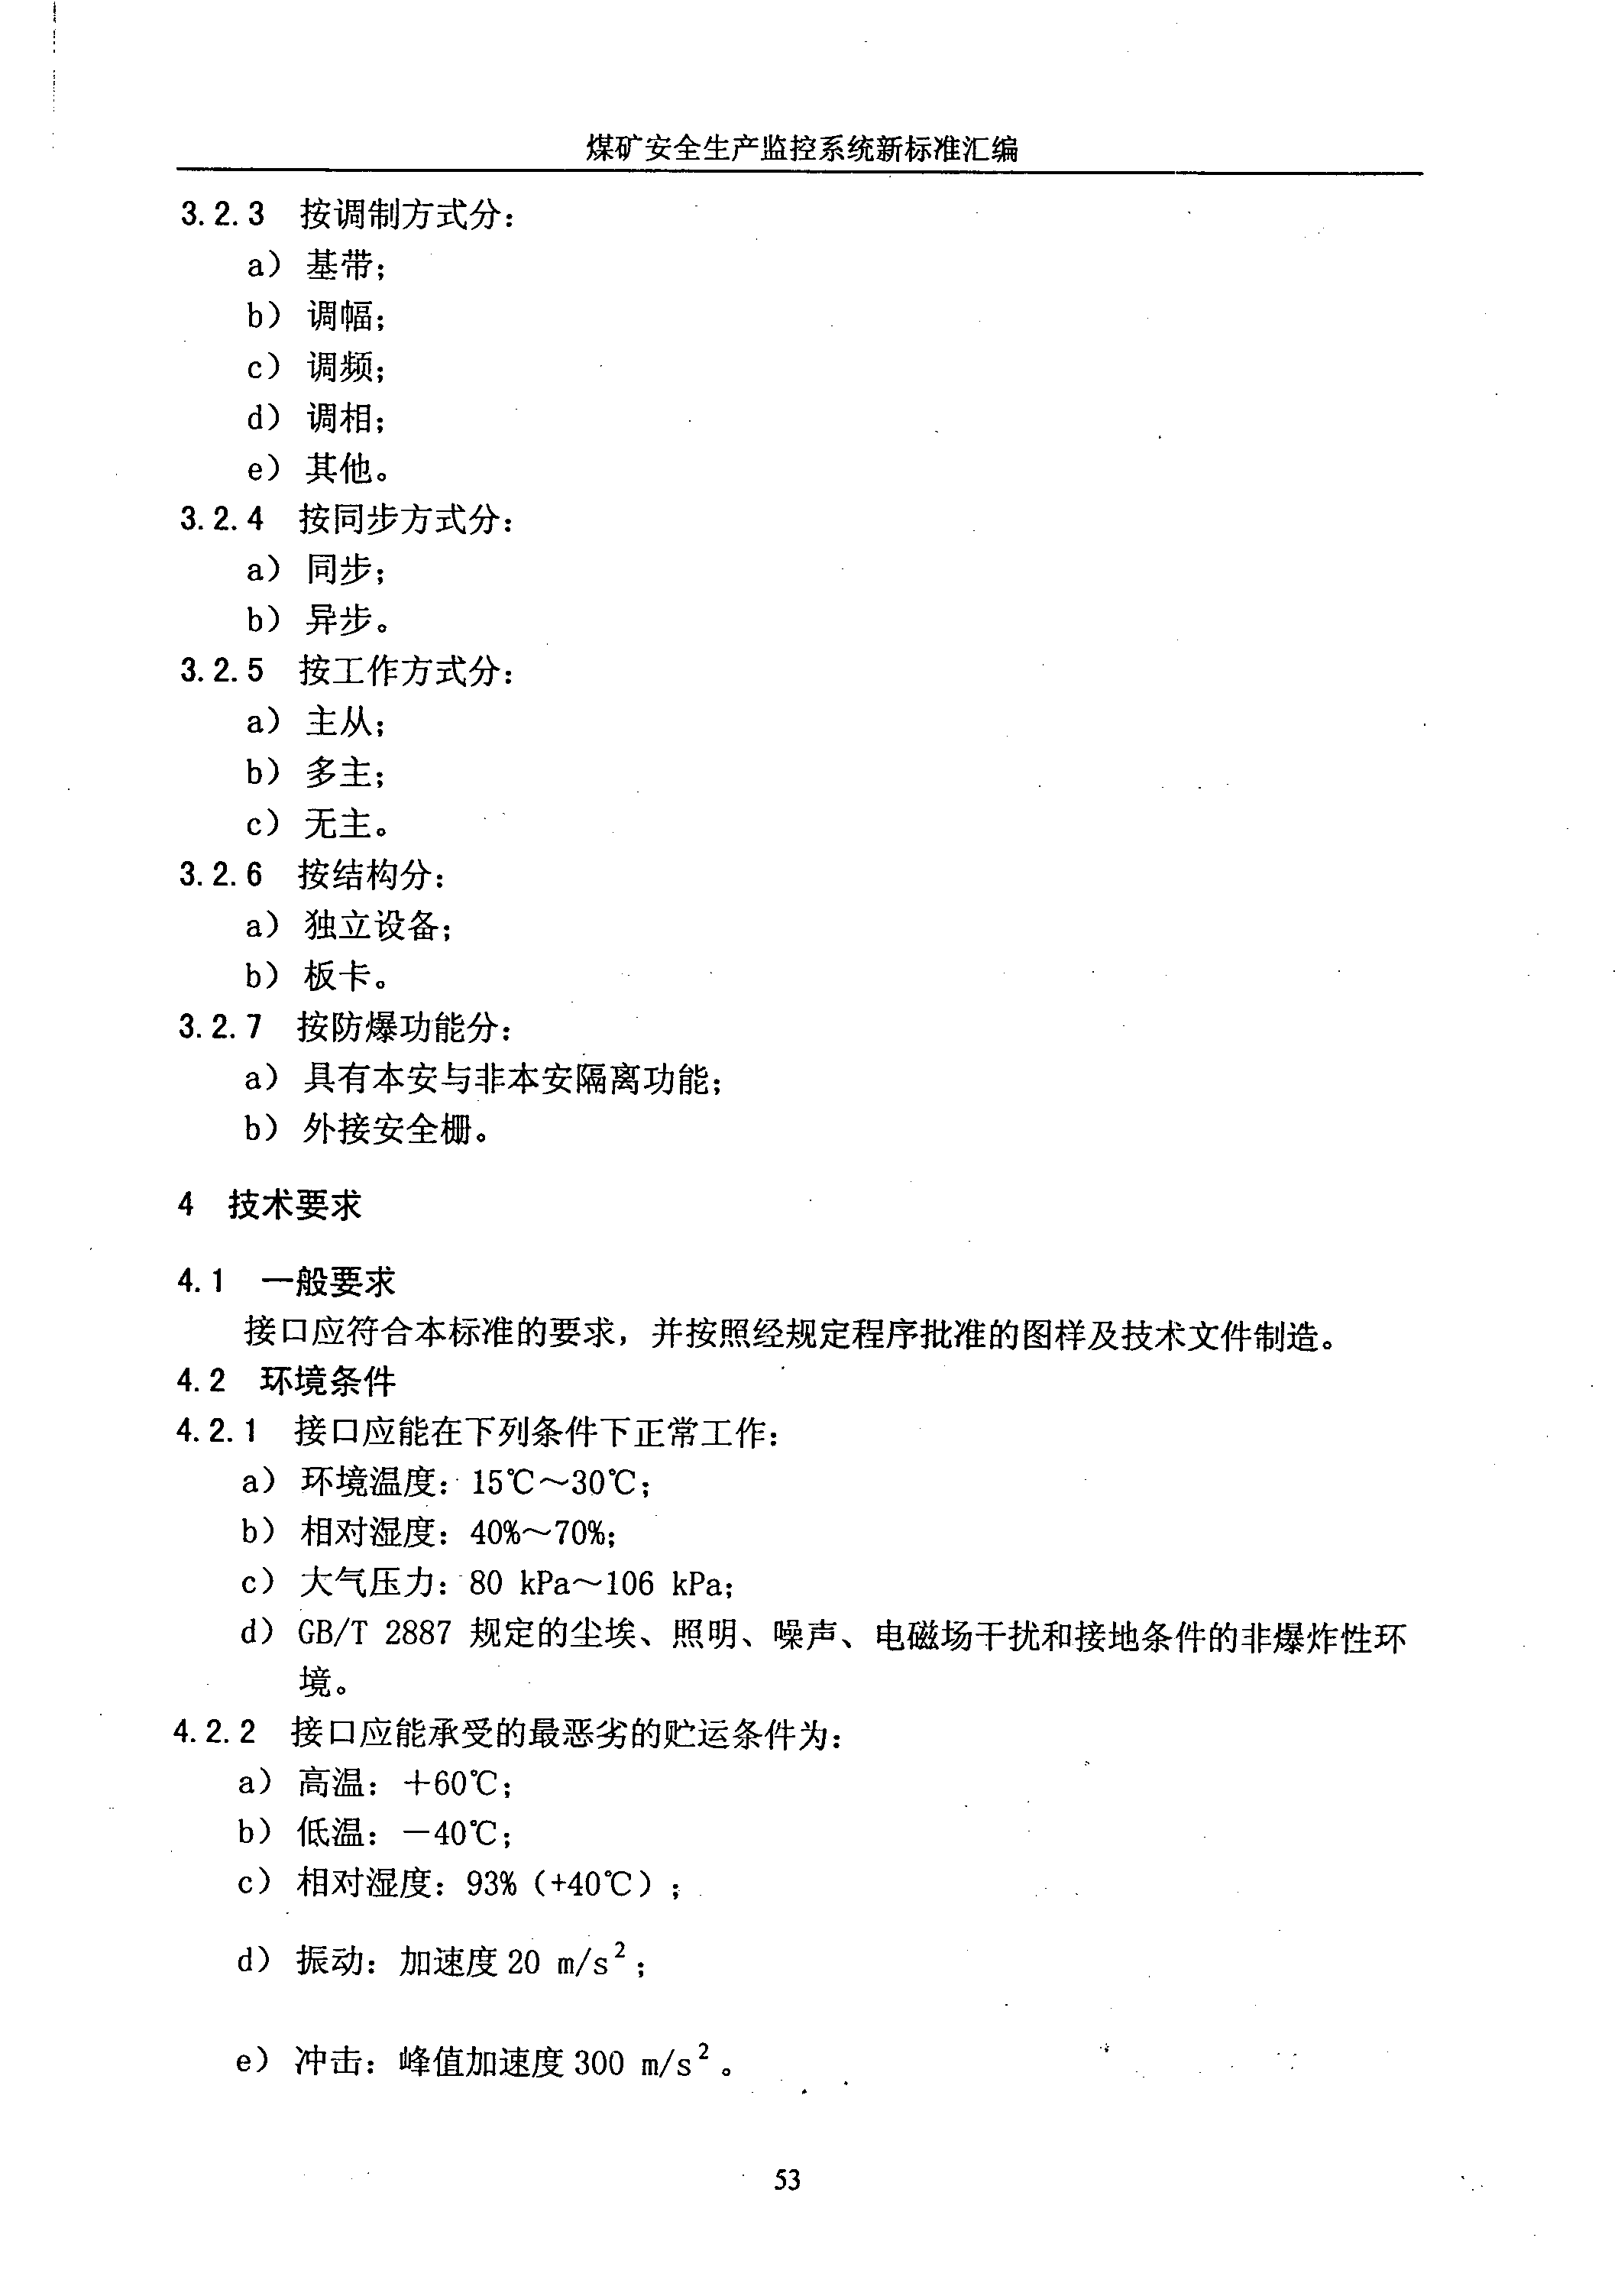 煤矿安全生产监控系统新标准汇编
3.2.3 按调制方式分：
a）基带；
b）调幅；
c）调频；
d）调相；
e）其他。
3.2.4 按同步方式分：
a）同步；
b）异步。
3.2.5 按工作方式分：
a）主从；
b）多主；
c）无主。
3.2.6 按结构分：
a）独立设备；
b）板卡。
3.2.7 按防爆功能分：
a）具有本安与非本安隔离功能；
b）外接安全栅。
4 技术要求
4.1 一般要求
接口应符合本标准的要求，并按照经规定程序批准的图样及技术文件制造。
4.2 环境条件
4.2.1 接口应能在下列条件下正常工作：
a）环境温度：15℃～30℃；
b）相对湿度：40%～70%；
c）大气压力：80 kPa～106 kPa；
d）GB/T 2887 规定的尘埃、照明、噪声、电磁场干扰和接地条件的非爆炸性环
境。
4.2.2 接口应能承受的最恶劣的贮运条件为：
a）高温：＋60℃；
b）低温：－40℃；
c）相对湿度：93%（+40℃）；
d）振动：加速度 20 m/s²；
e）冲击：峰值加速度 300 m/s²。
53